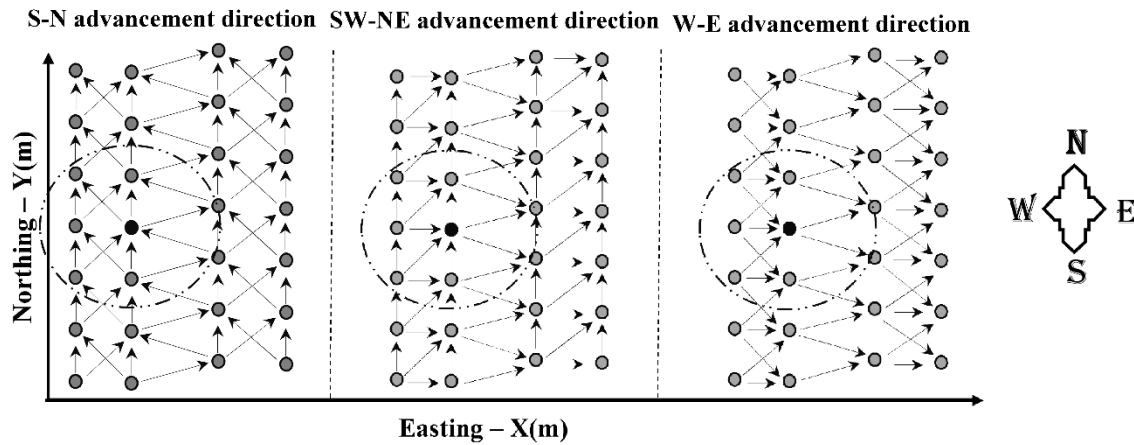 S-N advancement direction
SW-NE advancement direction
W-E advancement direction
Northing – Y(m)
N
W
E
S
Easting – X(m)